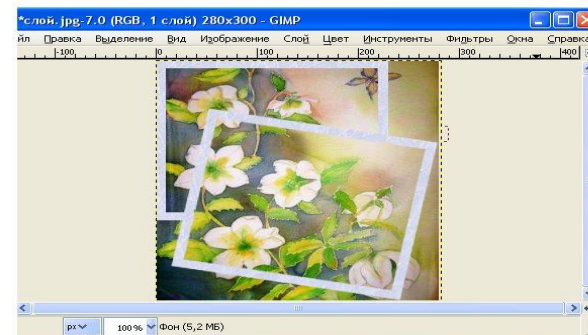 *слой.jpg-7.0 (RGB, 1 слой) 280x300 - GIMP
йл Правка Выделение Вид Изображение Слой Цвет Инструменты Фильтры Окна Справка
-100 0 100 200 300 400
px 100 % Фон (5,2 МБ)